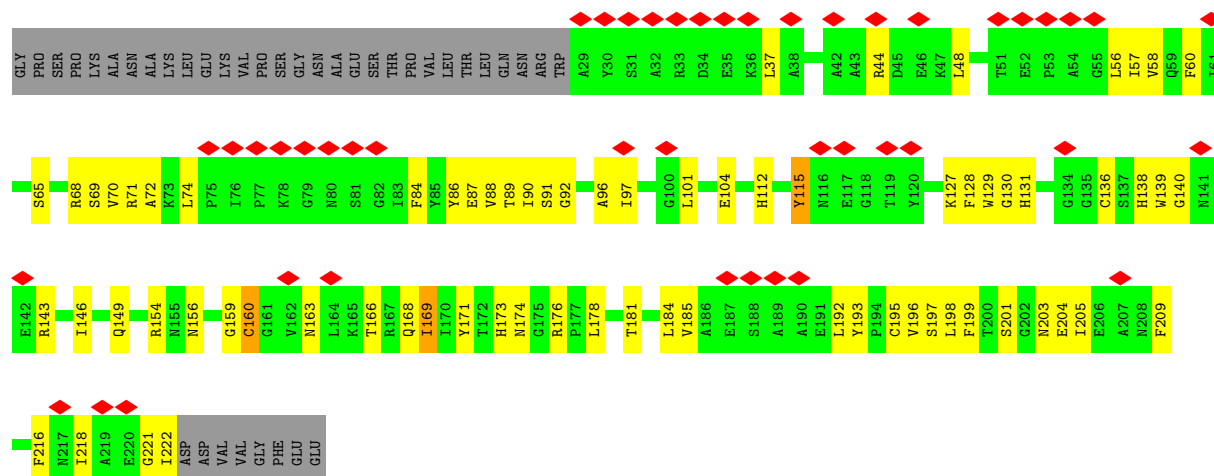 GLY PRO SER PRO LYS ALA ASN ALA LYS LEU GLU LYS VAL PRO SER GLY ASN ALA GLU SER THR PRO VAL LEU THR LEU GLN ASN ARG TRP A29 Y30 S31 A32 R33 D34 E35 K36 L37 A38 A42 A43 R44 D45 E46 K47 L48 T51 E52 P53 A54 G55 L56 I57 V58 Q59 F60 I61
S65 R68 S69 V70 R71 A72 K73 L74 P75 I76 P77 K78 G79 N80 S81 G82 I83 F84 Y85 Y86 E87 V88 T89 I90 S91 G92 A96 I97 G100 L101 E104 H112 Y115 N116 E117 G118 T119 Y120 K127 F128 W129 G130 H131 G134 G135 C136 S137 H138 W139 G140 N141
E142 R143 I146 Q149 R154 N155 N156 G159 C160 G161 V162 N163 L164 K165 T166 R167 Q168 I169 I170 Y171 T172 H173 N174 G175 R176 P177 L178 T181 L184 V185 A186 E187 S188 A189 A190 E191 L192 Y193 P194 C195 V196 S197 L198 F199 T200 S201 G202 N203 E204 I205 E206 A207 N208 F209
F216 N217 I218 A219 E220 G221 I222 ASP ASP VAL VAL GLY PHE GLU GLU